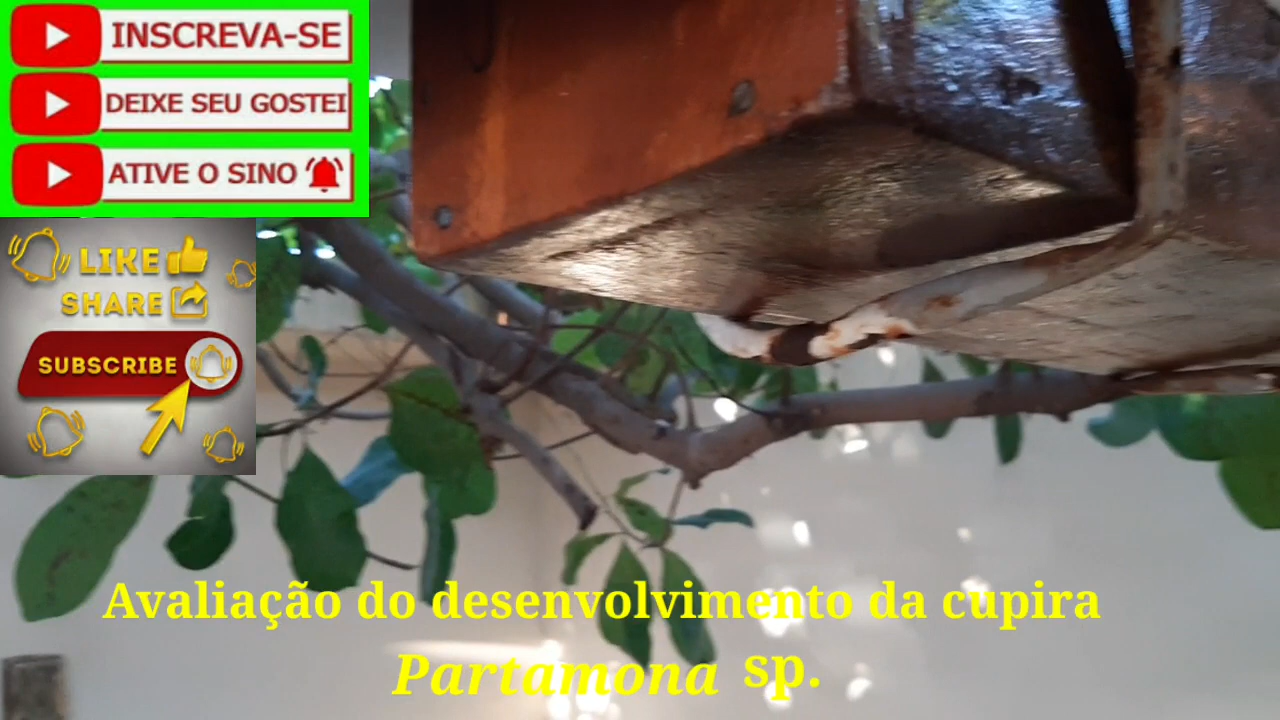 INSCREVA-SE
DEIXE SEU GOSTEI
ATIVE O SINO
LIKE
SHARE
SUBSCRIBE
Avaliação do desenvolvimento da cupira
Partamona sp.